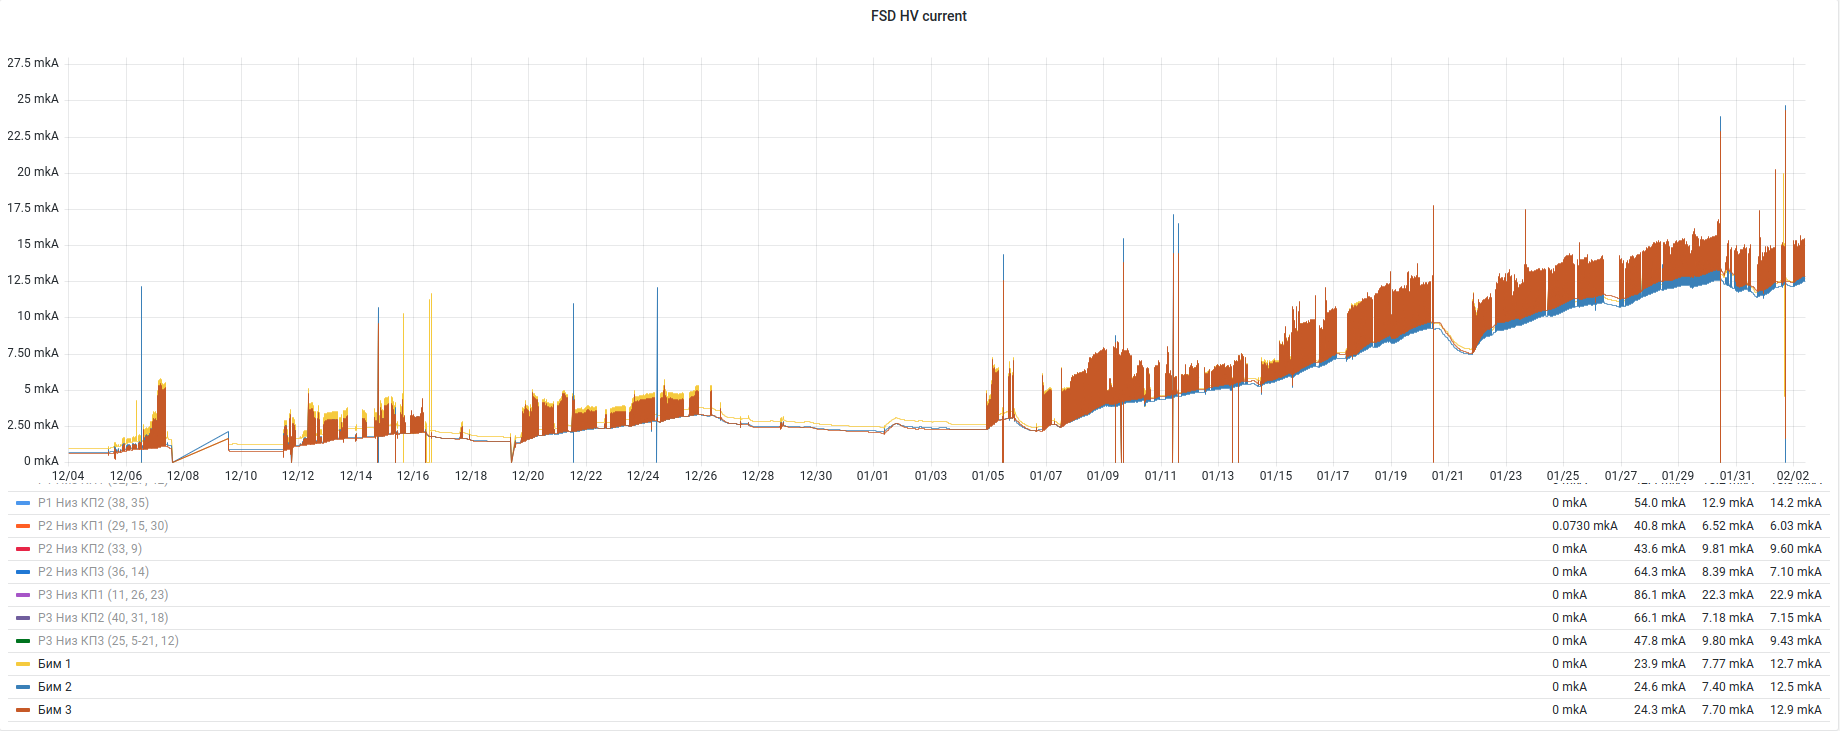 FSD HV current
27.5 mkA
25 mkA
22.5 mkA
20 mkA
17.5 mkA
15 mkA
12.5 mkA
10 mkA
7.50 mkA
5 mkA
2.50 mkA
0 mkA
12/04 12/06 12/08 12/10 12/12 12/14 12/16 12/18 12/20 12/22 12/24 12/26 12/28 12/30 01/01 01/03 01/05 01/07 01/09 01/11 01/13 01/15 01/17 01/19 01/21 01/23 01/25 01/27 01/29 01/31 02/02
P1 Низ КП2 (38, 35) 0 mkA 54.0 mkA 12.9 mkA 14.2 mkA
P2 Низ КП1 (29, 15, 30) 0.0730 mkA 40.8 mkA 6.52 mkA 6.03 mkA
P2 Низ КП2 (33, 9) 0 mkA 43.6 mkA 9.81 mkA 9.60 mkA
P2 Низ КП3 (36, 14) 0 mkA 64.3 mkA 8.39 mkA 7.10 mkA
P3 Низ КП1 (11, 26, 23) 0 mkA 86.1 mkA 22.3 mkA 22.9 mkA
P3 Низ КП2 (40, 31, 18) 0 mkA 66.1 mkA 7.18 mkA 7.15 mkA
P3 Низ КП3 (25, 5-21, 12) 0 mkA 47.8 mkA 9.80 mkA 9.43 mkA
Бим 1 0 mkA 23.9 mkA 7.77 mkA 12.7 mkA
Бим 2 0 mkA 24.6 mkA 7.40 mkA 12.5 mkA
Бим 3 0 mkA 24.3 mkA 7.70 mkA 12.9 mkA